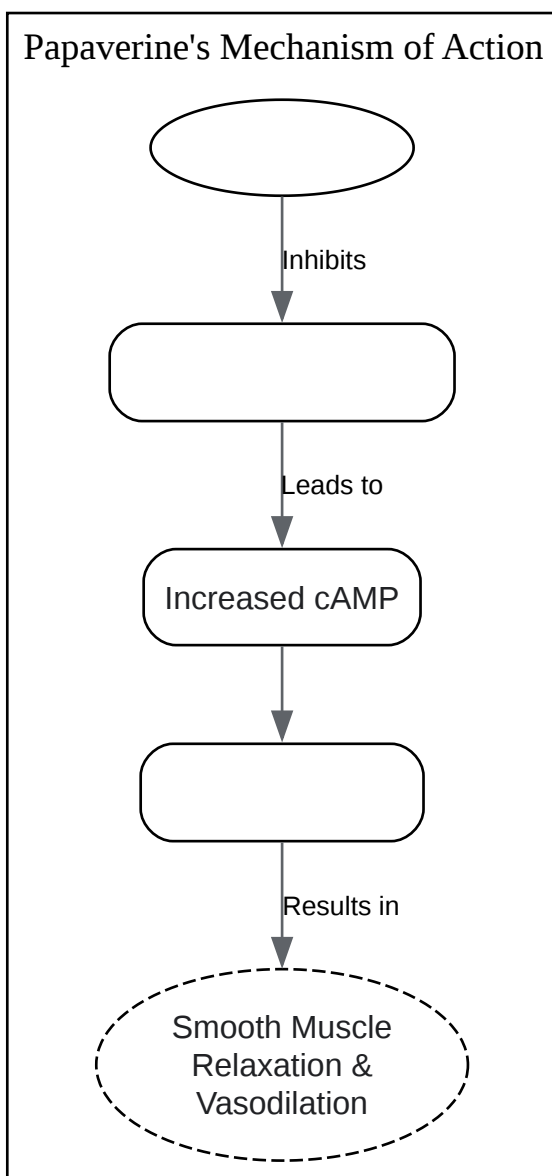 Papaverine's Mechanism of Action
Inhibits
Leads to
Increased cAMP
Results in
Smooth Muscle
Relaxation &
Vasodilation